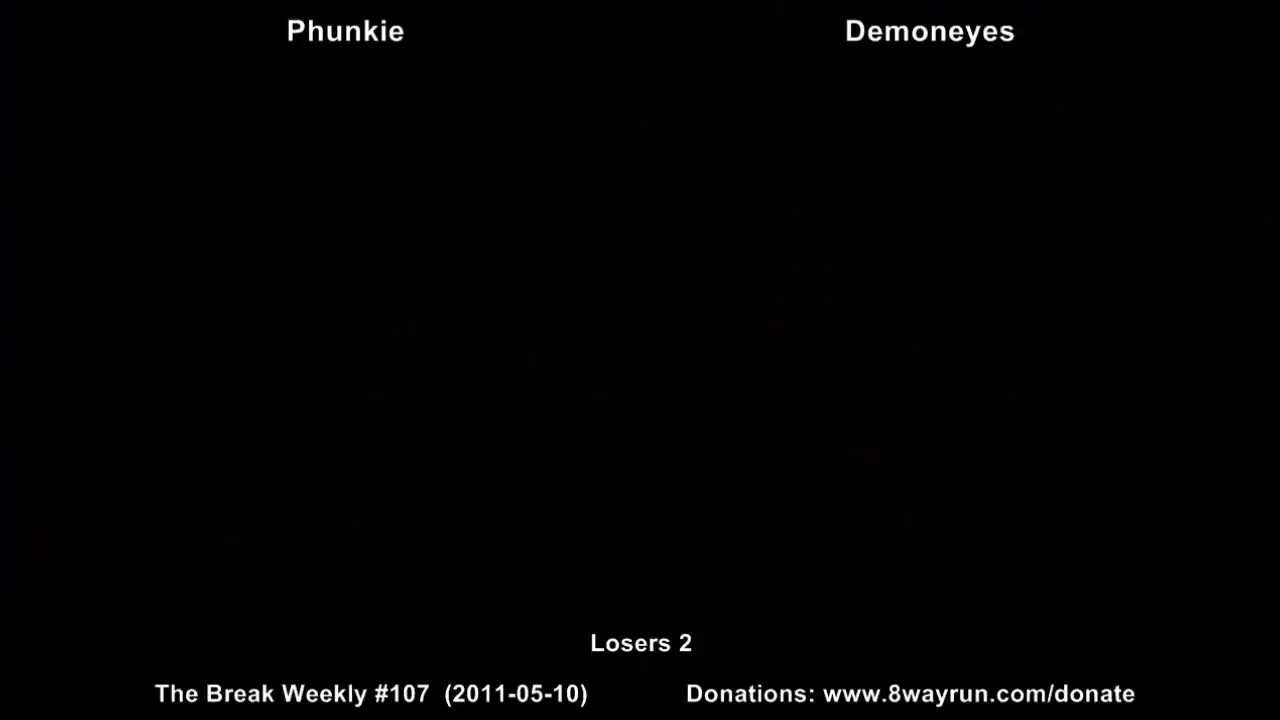 Phunkie Demoneyes
Losers 2
The Break Weekly #107 (2011-05-10) Donations: www.8wayrun.com/donate